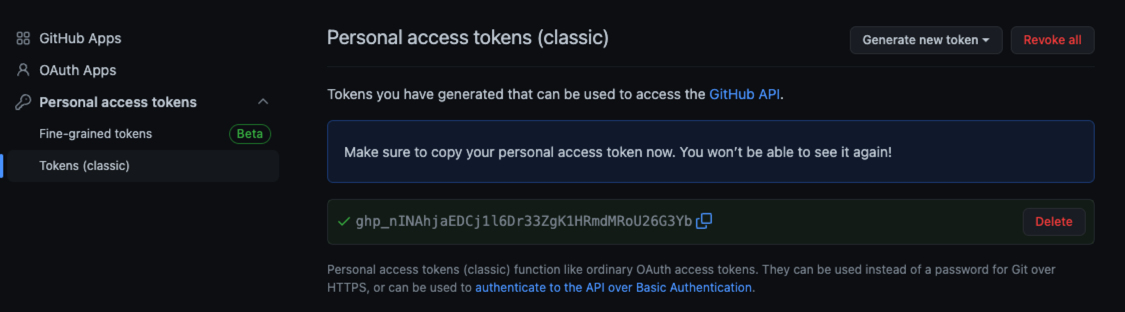 GitHub Apps
OAuth Apps
Personal access tokens
Fine-grained tokens Beta
Tokens (classic)
Personal access tokens (classic)
Generate new token
Revoke all
Tokens you have generated that can be used to access the GitHub API.
Make sure to copy your personal access token now. You won't be able to see it again!
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
Delete
Personal access tokens (classic) function like ordinary OAuth access tokens. They can be used instead of a password for Git over
HTTPS, or can be used to authenticate to the API over Basic Authentication.